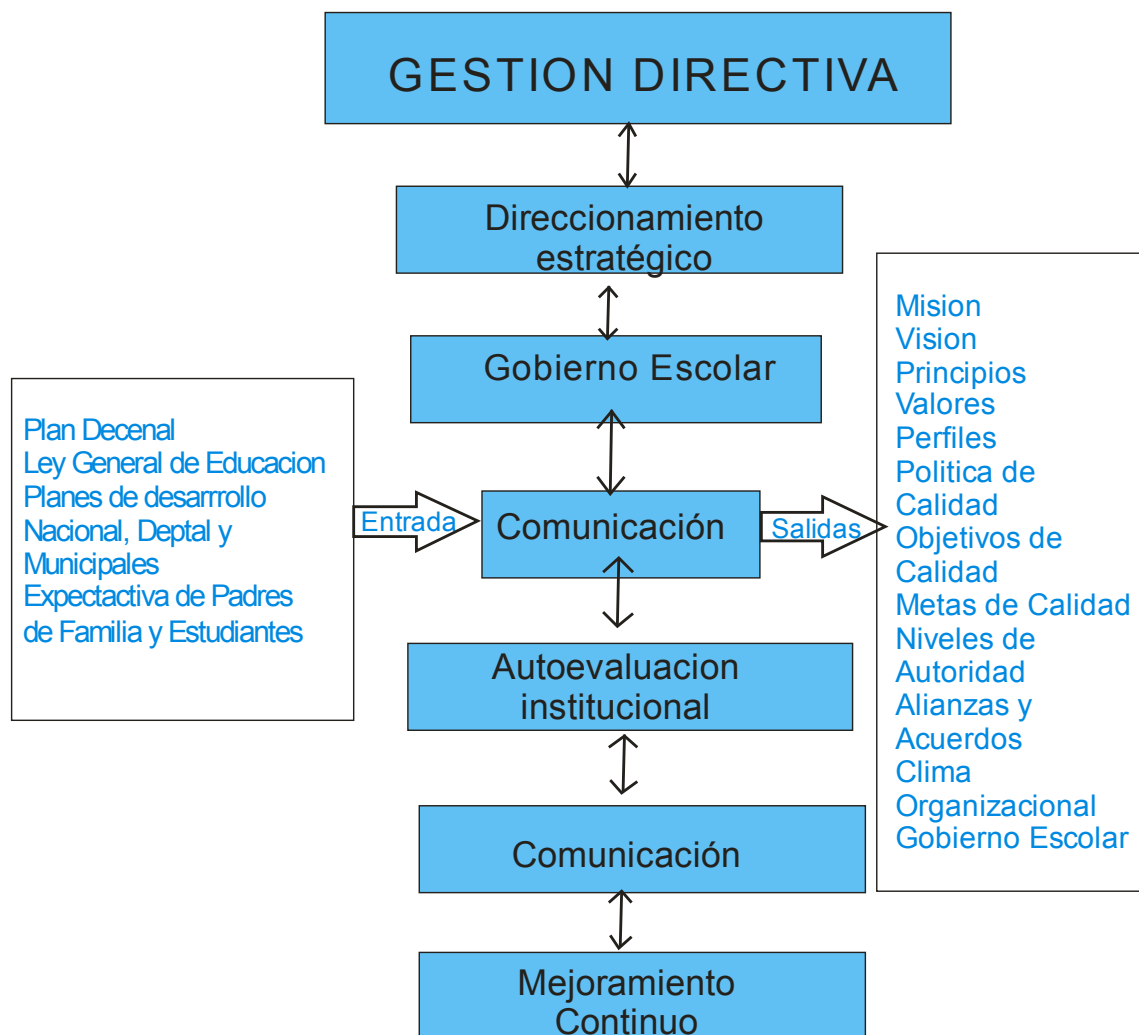 GESTION DIRECTIVA
Direccionamiento
estratégico
Gobierno Escolar
Plan Decenal
Ley General de Educacion
Planes de desarrrollo
Nacional, Deptal y
Municipales
Expectactiva de Padres
de Familia y Estudiantes
Entrada
Comunicación
Salidas
Mision
Vision
Principios
Valores
Perfiles
Politica de
Calidad
Objetivos de
Calidad
Metas de Calidad
Niveles de
Autoridad
Alianzas y
Acuerdos
Clima
Organizacional
Gobierno Escolar
Autoevaluacion
institucional
Comunicación
Mejoramiento
Continuo